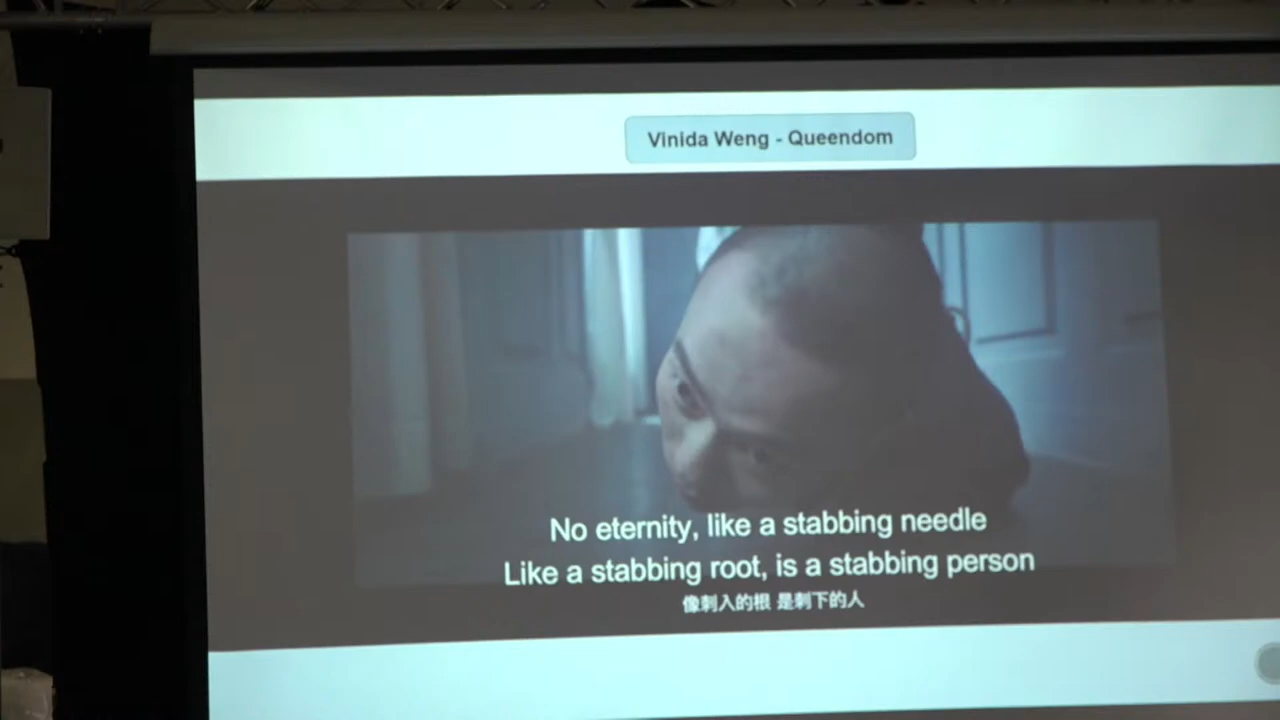 Vinida Weng - Queendom
No eternity, like a stabbing needle
Like a stabbing root, is a stabbing person
像刺入的根 是刺下的人